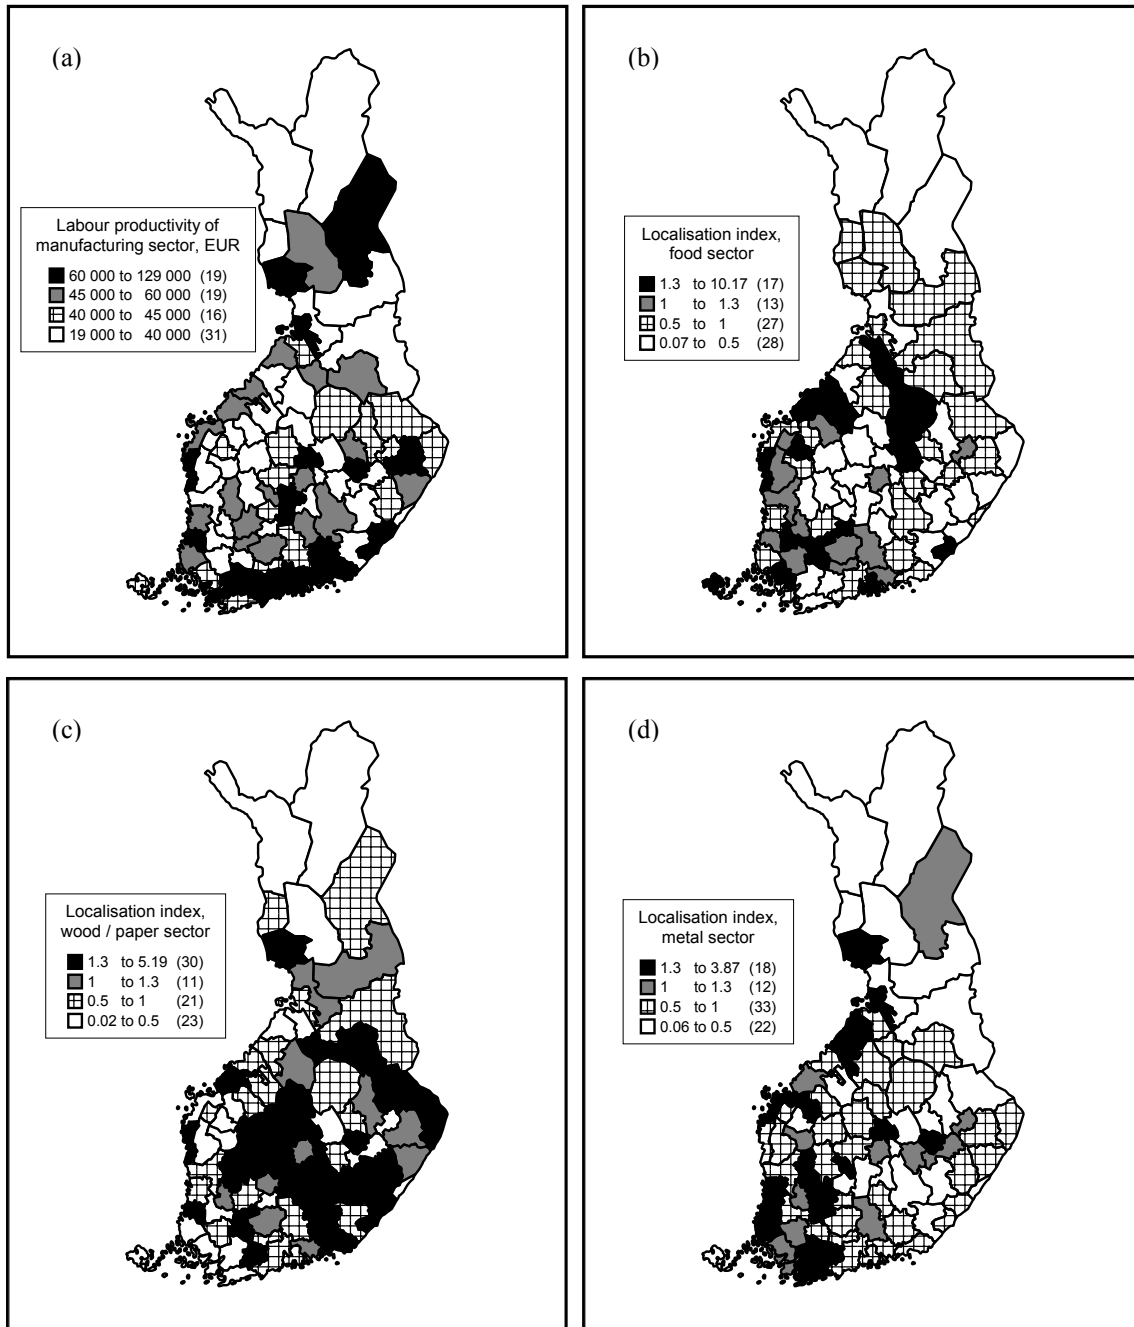 (a)
Labour productivity of
manufacturing sector, EUR
60 000 to 129 000 (19)
45 000 to 60 000 (19)
40 000 to 45 000 (16)
19 000 to 40 000 (31)
(b)
Localisation index,
food sector
1.3 to 10.17 (17)
1 to 1.3 (13)
0.5 to 1 (27)
0.07 to 0.5 (28)
(c)
Localisation index,
wood / paper sector
1.3 to 5.19 (30)
1 to 1.3 (11)
0.5 to 1 (21)
0.02 to 0.5 (23)
(d)
Localisation index,
metal sector
1.3 to 3.87 (18)
1 to 1.3 (12)
0.5 to 1 (33)
0.06 to 0.5 (22)